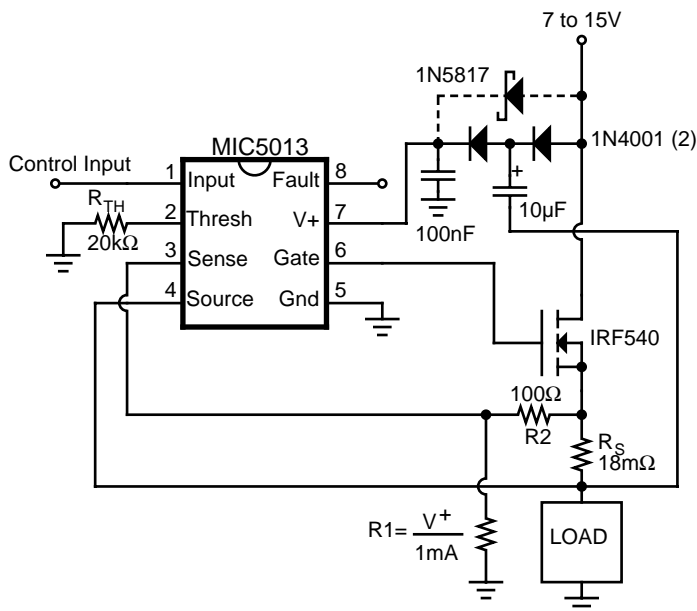 7 to 15V
1N5817
1N4001 (2)
MIC5013
Control Input
1 Input Fault 8
R_TH
20kΩ
2 Thresh V+ 7
3 Sense Gate 6
4 Source Gnd 5
+
10µF
100nF
IRF540
100Ω
R2
R_S
18mΩ
R1= V+
1mA
LOAD